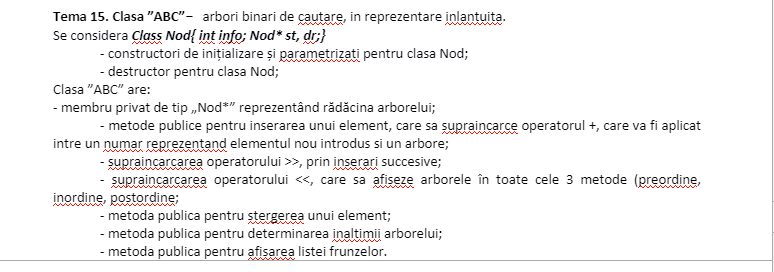 Tema 15. Clasa ”ABC”– arbori binari de cautare, in reprezentare inlantuita.
Se considera Class Nod{ int info; Nod* st, dr;}
- constructori de inițializare și parametrizați pentru clasa Nod;
- destructor pentru clasa Nod;
Clasa ”ABC” are:
- membru privat de tip „Nod*” reprezentând rădăcina arborelui;
- metode publice pentru inserarea unui element, care sa supraincarce operatorul +, care va fi aplicat
intre un numar reprezentand elementul nou introdus si un arbore;
- supraincarcarea operatorului >>, prin inserari succesive;
- supraincarcarea operatorului <<, care sa afiseze arborele în toate cele 3 metode (preordine,
inordine, postordine;
- metoda publica pentru stergerea unui element;
- metoda publica pentru determinarea inaltimii arborelui;
- metoda publica pentru afisarea listei frunzelor.